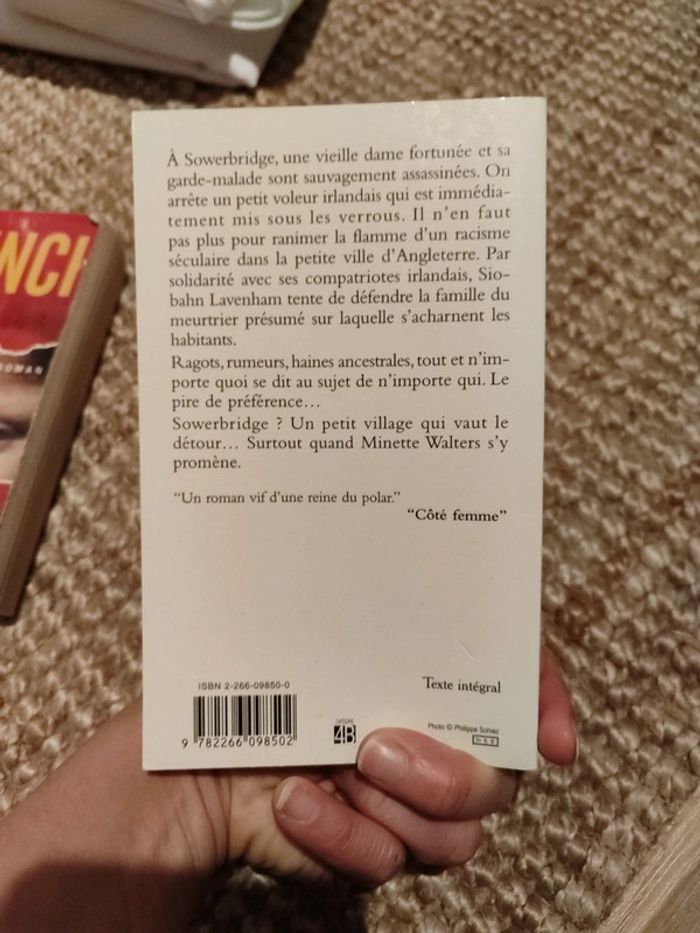 À Sowerbridge, une vieille dame fortunée et sa
garde-malade sont sauvagement assassinées. On
arrête un petit voleur irlandais qui est immédia-
tement mis sous les verrous. Il n'en faut
pas plus pour ranimer la flamme d'un racisme
séculaire dans la petite ville d'Angleterre. Par
solidarité avec ses compatriotes irlandais, Sio-
bahn Lavenham tente de défendre la famille du
meurtrier présumé sur laquelle s'acharnent les
habitants.
Ragots, rumeurs, haines ancestrales, tout et n'im-
porte quoi se dit au sujet de n'importe qui. Le
pire de préférence…
Sowerbridge ? Un petit village qui vaut le
détour… Surtout quand Minette Walters s'y
promène.
"Un roman vif d'une reine du polar."
"Côté femme"
Texte intégral
ISBN 2-266-09850-0
9 782266 098502
4B
Photo © Philippe Sohiez
NCH
ROMAN